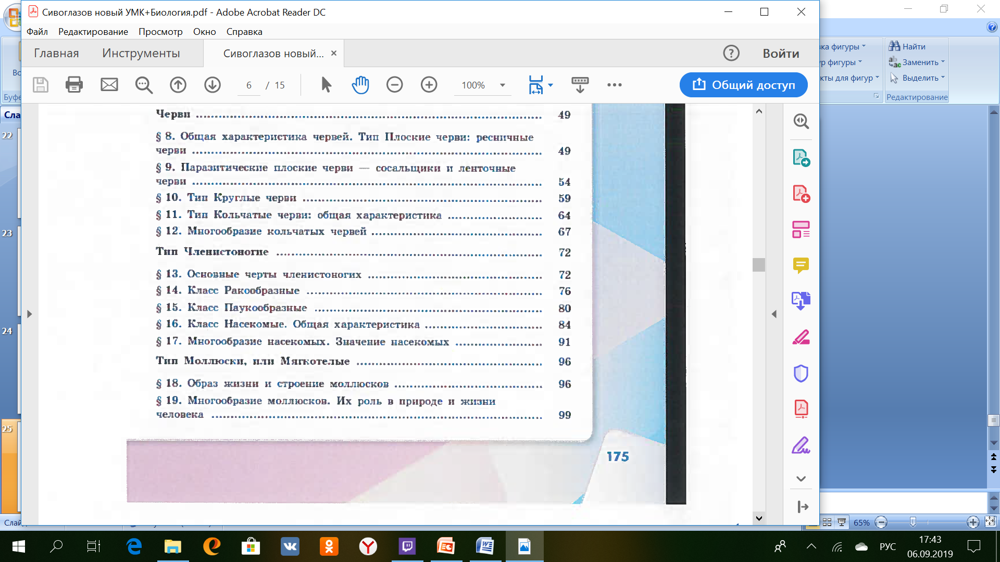 Сивоглазов новый УМК+Биология.pdf - Adobe Acrobat Reader DC
Файл Редактирование Просмотр Окно Справка
Главная Инструменты Сивоглазов новый... × Войти
6 / 15 100% Общий доступ
Черви 49
§ 8. Общая характеристика червей. Тип Плоские черви: ресничные
черви 49
§ 9. Паразитические плоские черви — сосальщики и ленточные
черви 54
§ 10. Тип Круглые черви 59
§ 11. Тип Кольчатые черви: общая характеристика 64
§ 12. Многообразие кольчатых червей 67
Тип Членистоногие 72
§ 13. Основные черты членистоногих 72
§ 14. Класс Ракообразные 76
§ 15. Класс Паукообразные 80
§ 16. Класс Насекомые. Общая характеристика 84
§ 17. Многообразие насекомых. Значение насекомых 91
Тип Моллюски, или Мягкотелые 96
§ 18. Образ жизни и строение моллюсков 96
§ 19. Многообразие моллюсков. Их роль в природе и жизни
человека 99
175
Вс
Буфе
Сла
22
23
24
25
Слай
ка фигуры
р фигуры
кты для фигур
Найти
Заменить
Выделить
Редактирование
65%
РУС
17:43
06.09.2019